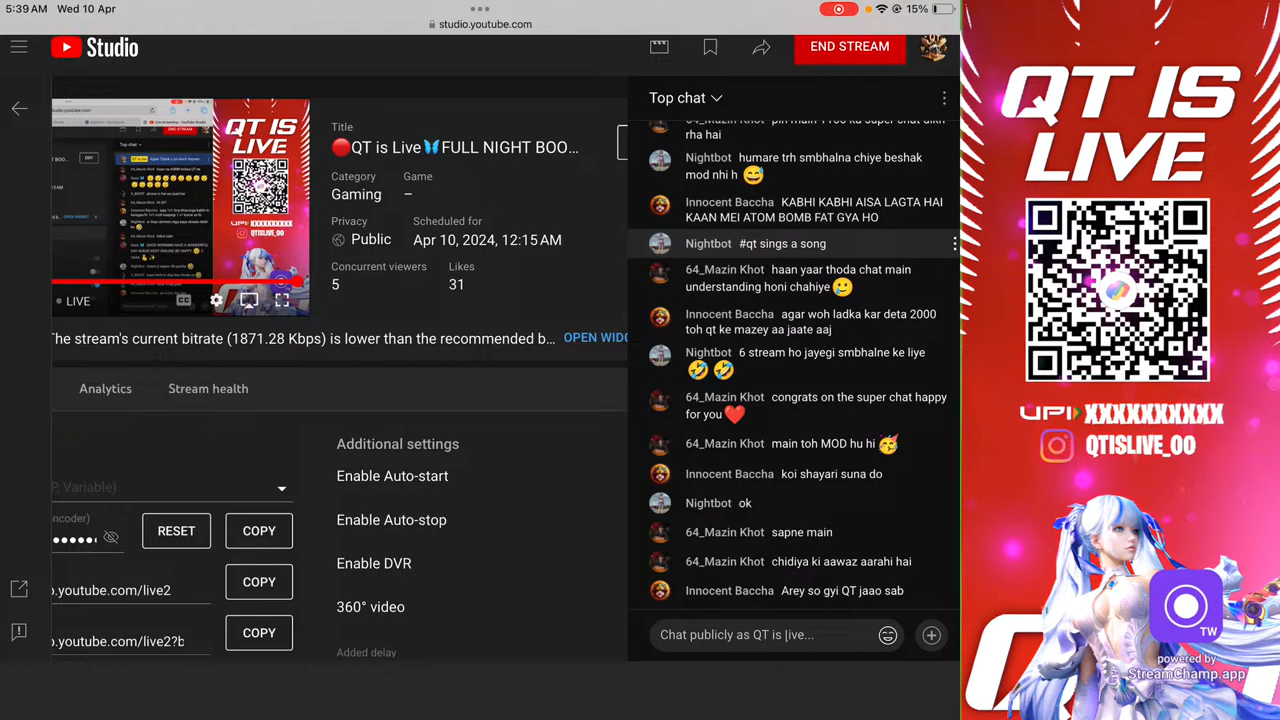 5:39 AM Wed 10 Apr
15%
studio.youtube.com
Studio
END STREAM
QT IS
LIVE
LIVE
Title
🔴QT is Live🦋FULL NIGHT BOO...
Category
Game
Gaming
–
Privacy
Scheduled for
Public
Apr 10, 2024, 12:15 AM
Concurrent viewers
Likes
5
31
The stream's current bitrate (1871.28 Kbps) is lower than the recommended b...
OPEN WIDG
Analytics
Stream health
P, Variable)
ncoder)
RESET
COPY
p.youtube.com/live2
COPY
p.youtube.com/live2?b
COPY
Additional settings
Enable Auto-start
Enable Auto-stop
Enable DVR
360° video
Added delay
Top chat
rha hai
Nightbot humare trh smbhalna chiye beshak
mod nhi h 😅
Innocent Baccha KABHI KABHI AISA LAGTA HAI
KAAN MEI ATOM BOMB FAT GYA HO
Nightbot #qt sings a song
64_Mazin Khot haan yaar thoda chat main
understanding honi chahiye🥲
Innocent Baccha agar woh ladka kar deta 2000
toh qt ke mazey aa jaate aaj
Nightbot 6 stream ho jayegi smbhalne ke liye
🤣🤣
64_Mazin Khot congrats on the super chat happy
for you❤️
64_Mazin Khot main toh MOD hu hi 🥳
Innocent Baccha koi shayari suna do
Nightbot ok
64_Mazin Khot sapne main
64_Mazin Khot chidiya ki aawaz aarahi hai
Innocent Baccha Arey so gyi QT jaao sab
Chat publicly as QT is [ive...
QT IS
LIVE
UPI XXXXXXXXXX
QTISLIVE_00
TW
powered by
StreamChamp.app